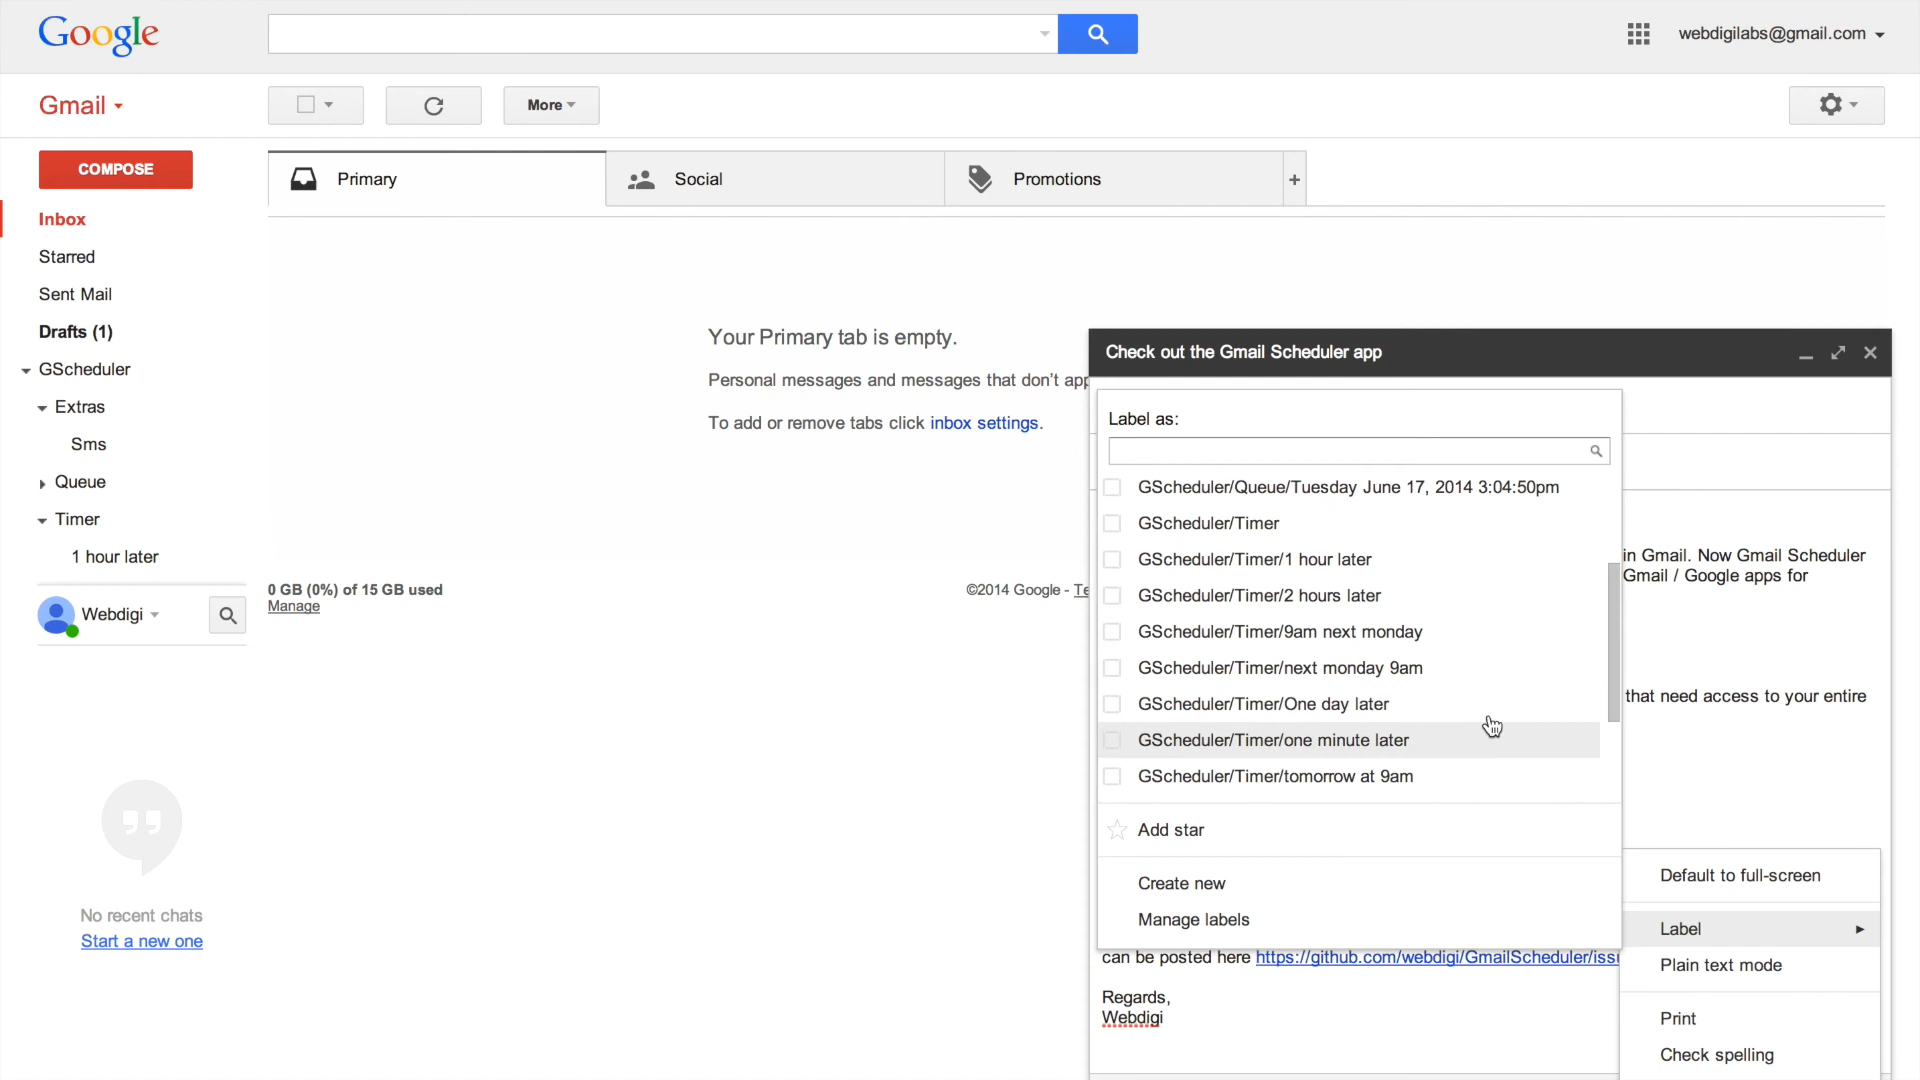 Google
webdigilabs@gmail.com
Gmail
More
COMPOSE
Primary
Social
Promotions
+
Inbox
Starred
Sent Mail
Drafts (1)
GScheduler
Extras
Sms
Queue
Timer
1 hour later
Webdigi
No recent chats
Start a new one
Your Primary tab is empty.
Personal messages and messages that don't
To add or remove tabs click inbox settings.
0 GB (0%) of 15 GB used
Manage
©2014 Google -
Check out the Gmail Scheduler app
Label as:
GScheduler/Queue/Tuesday June 17, 2014 3:04:50pm
GScheduler/Timer
GScheduler/Timer/1 hour later
GScheduler/Timer/2 hours later
GScheduler/Timer/9am next monday
GScheduler/Timer/next monday 9am
GScheduler/Timer/One day later
GScheduler/Timer/one minute later
GScheduler/Timer/tomorrow at 9am
Add star
Create new
Manage labels
in Gmail. Now Gmail Scheduler
Gmail / Google apps for
that need access to your entire
can be posted here https://github.com/webdigi/GmailScheduler/iss
Regards,
Webdigi
Default to full-screen
Label
Plain text mode
Print
Check spelling